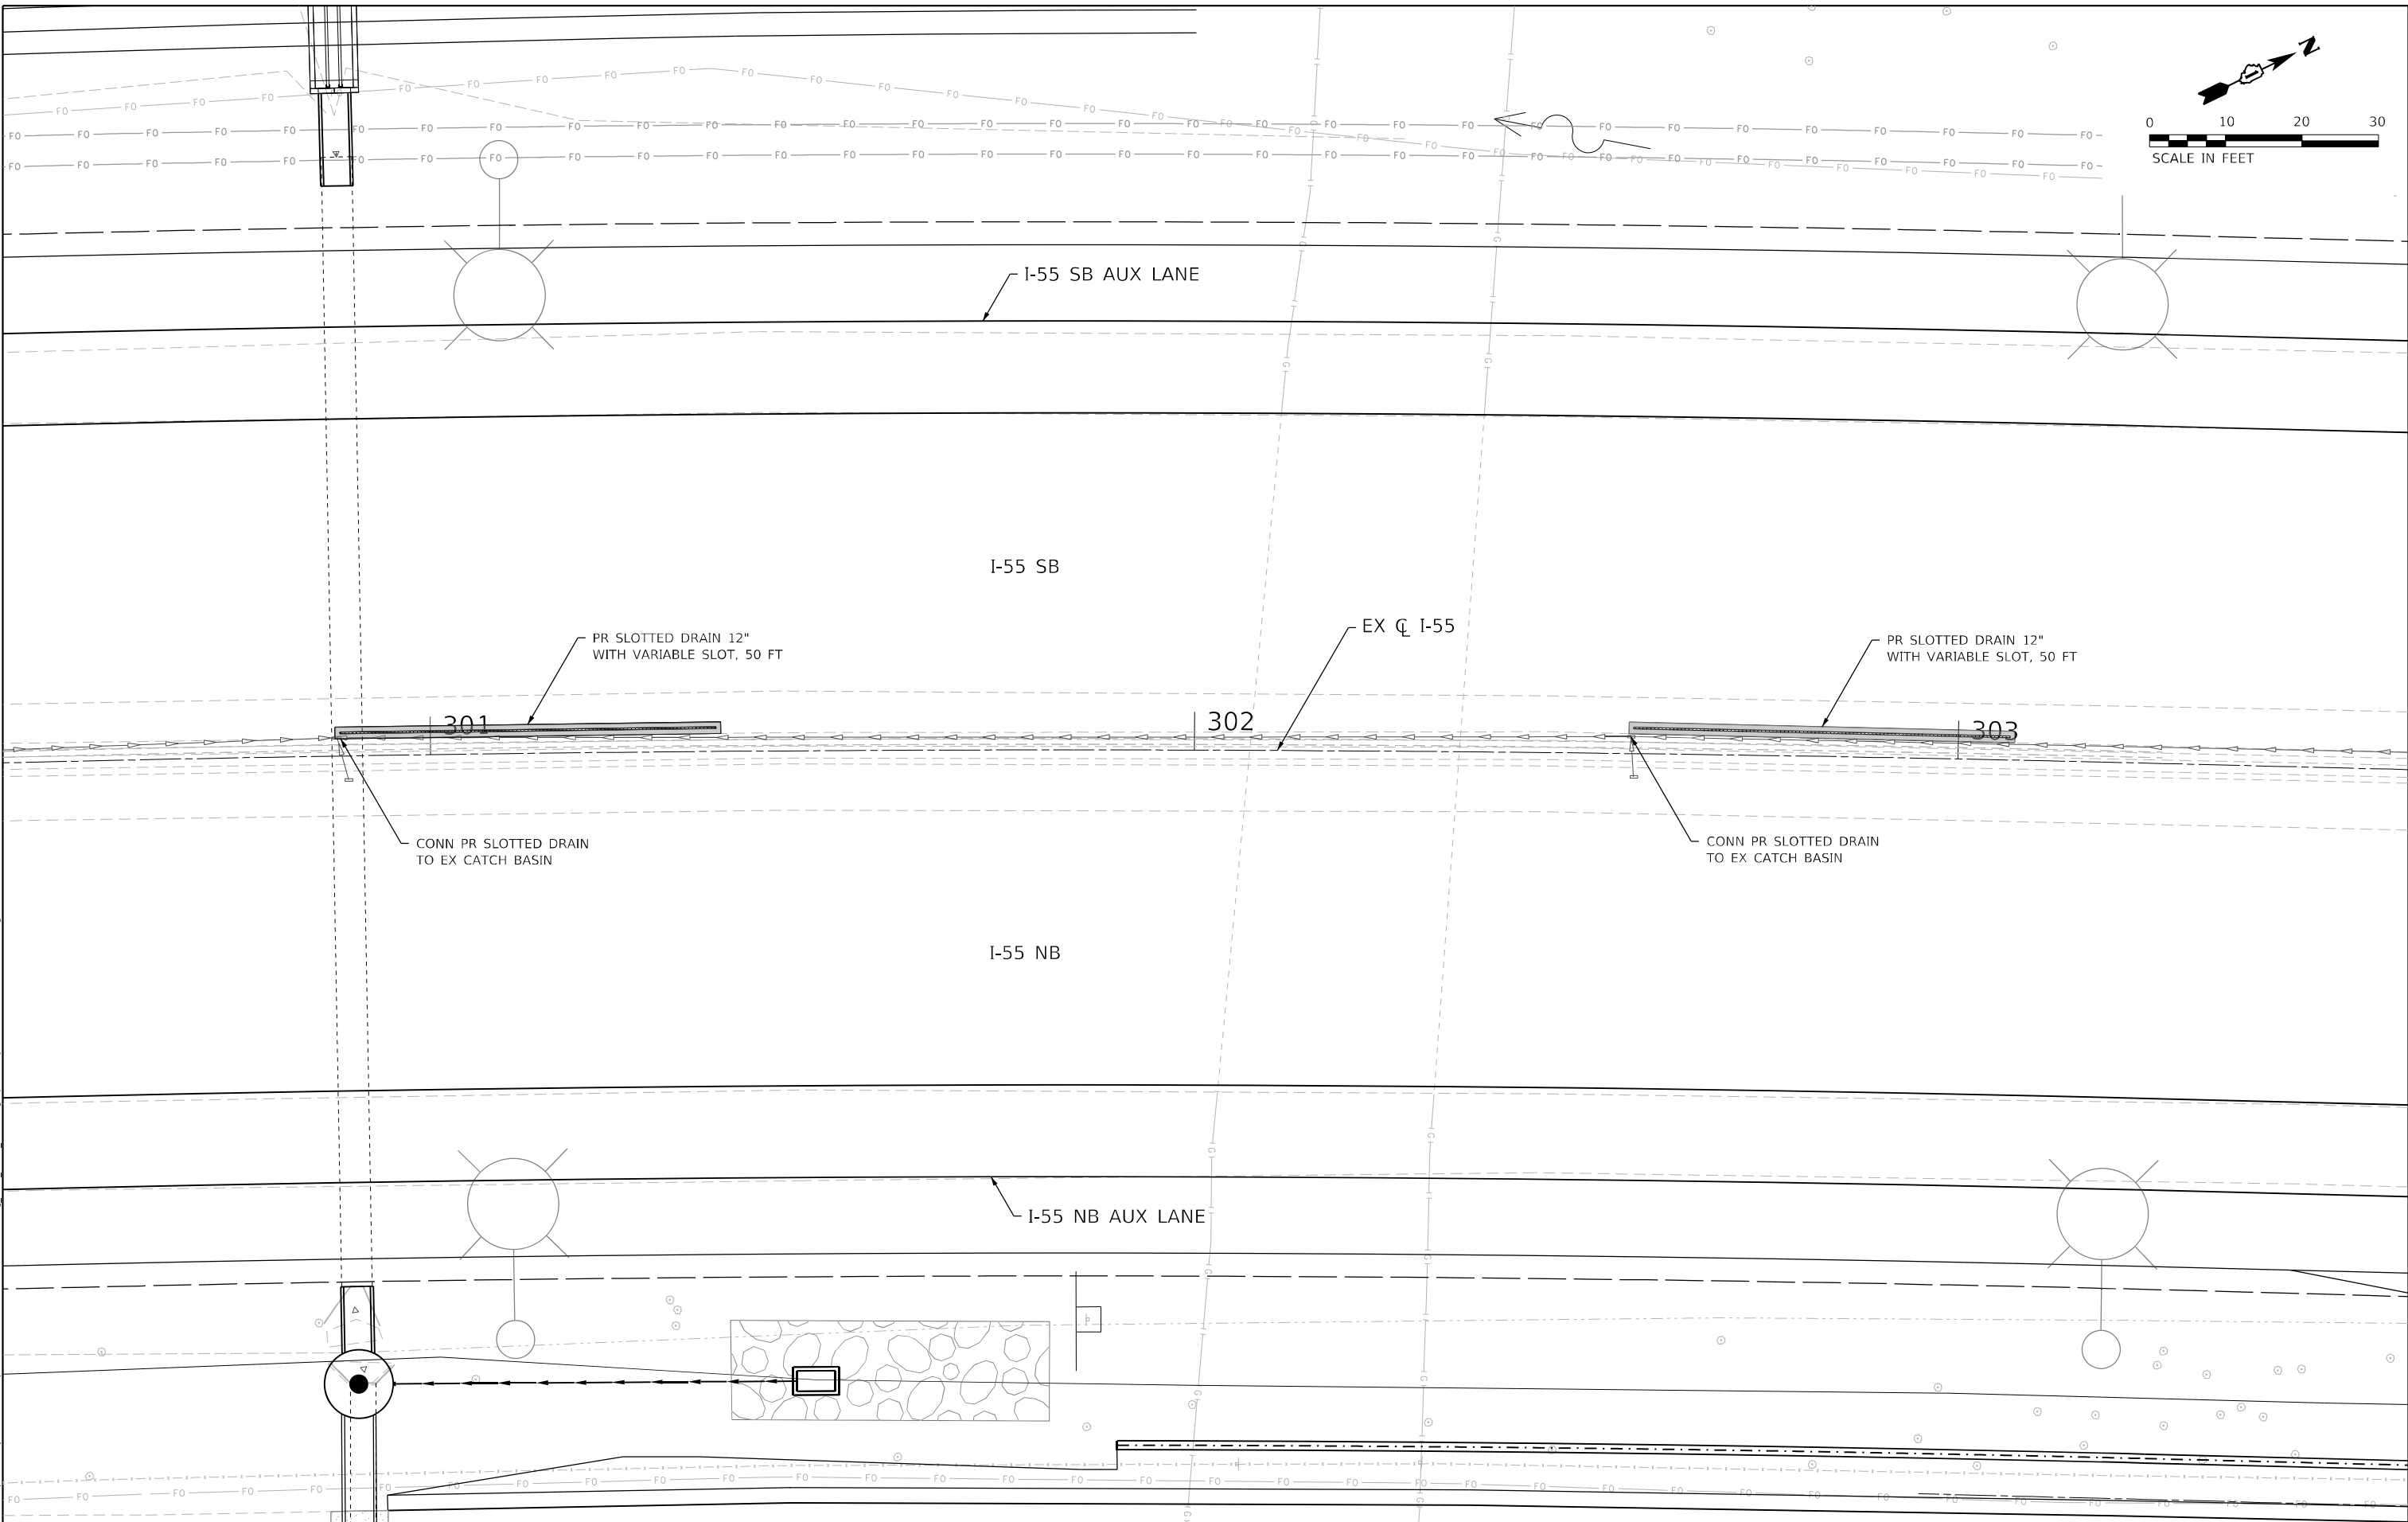 N
0 10 20 30
SCALE IN FEET
I-55 SB AUX LANE
I-55 SB
EX ℄ I-55
PR SLOTTED DRAIN 12"
WITH VARIABLE SLOT, 50 FT
PR SLOTTED DRAIN 12"
WITH VARIABLE SLOT, 50 FT
301
302
303
CONN PR SLOTTED DRAIN
TO EX CATCH BASIN
CONN PR SLOTTED DRAIN
TO EX CATCH BASIN
I-55 NB
I-55 NB AUX LANE